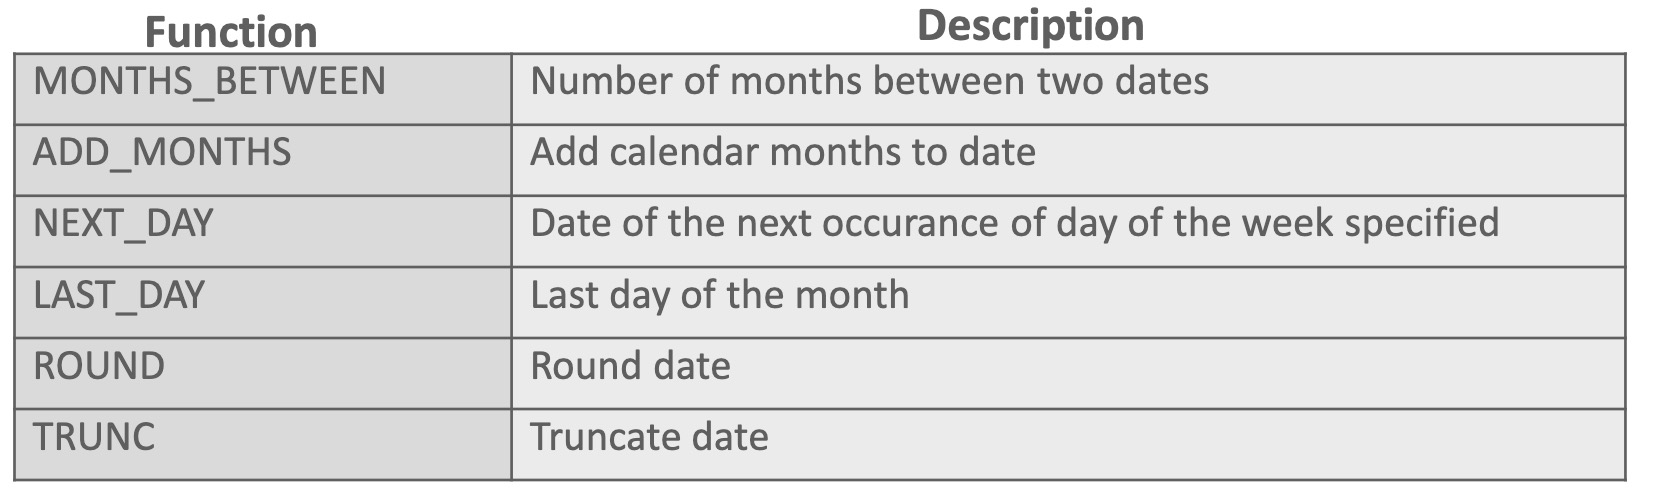 Function Description
MONTHS_BETWEEN Number of months between two dates
ADD_MONTHS Add calendar months to date
NEXT_DAY Date of the next occurance of day of the week specified
LAST_DAY Last day of the month
ROUND Round date
TRUNC Truncate date